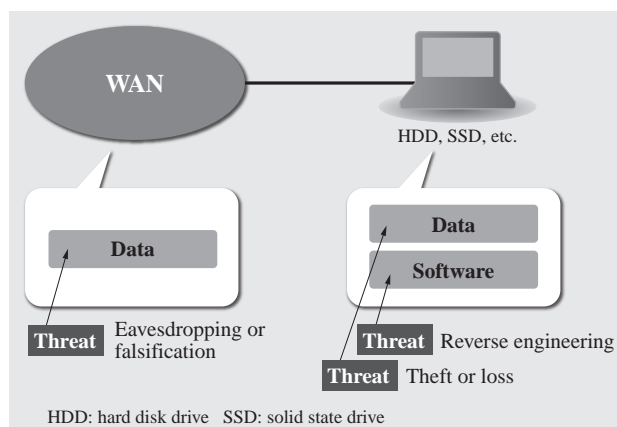 WAN
HDD, SSD, etc.
Data
Data
Software
Threat Eavesdropping or
falsification
Threat Reverse engineering
Threat Theft or loss
HDD: hard disk drive SSD: solid state drive